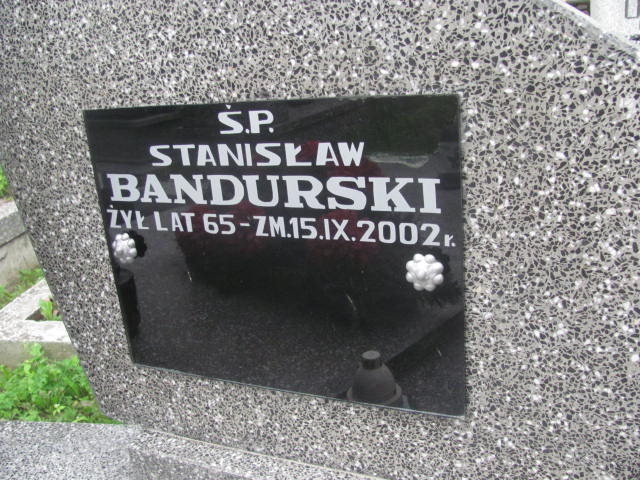 Ś.P.
STANISŁAW
BANDURSKI
ŻYŁ LAT 65-ZM.15.IX.2002r.